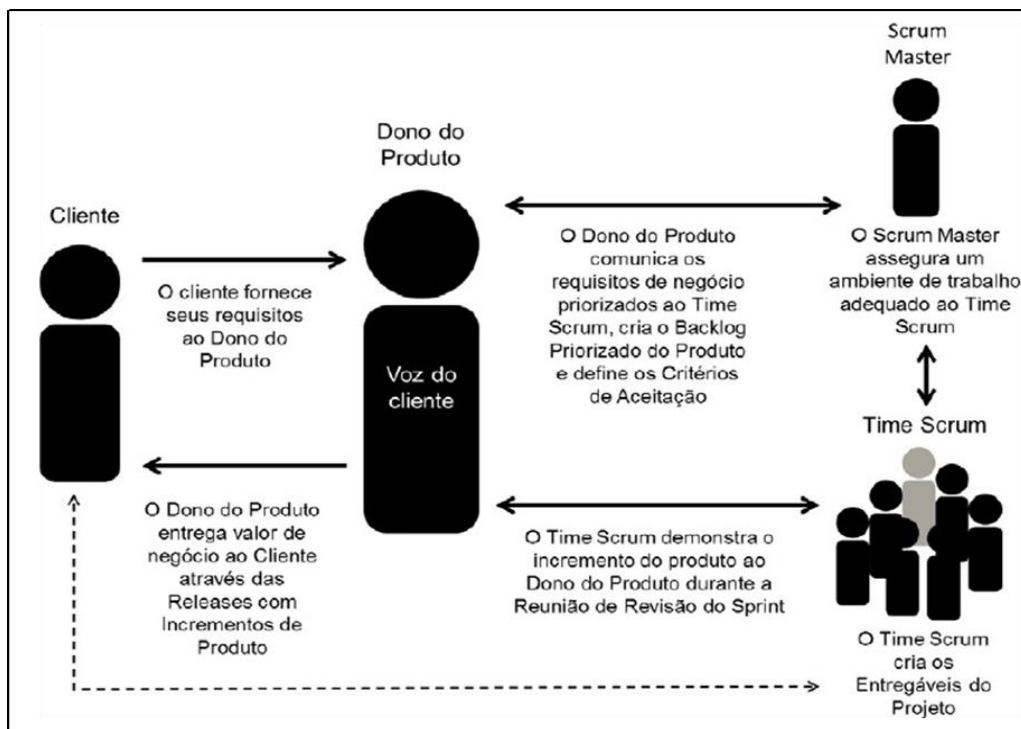 Scrum
Master
Dono do
Produto
Cliente
O cliente fornece
seus requisitos
ao Dono do
Produto
Voz do
cliente
O Dono do Produto
comunica os
requisitos de negócio
priorizados ao Time
Scrum, cria o Backlog
Priorizado do Produto
e define os Critérios
de Aceitação
O Scrum Master
assegura um
ambiente de trabalho
adequado ao Time
Scrum
Time Scrum
O Dono do Produto
entrega valor de
negócio ao Cliente
através das
Releases com
Incrementos de
Produto
O Time Scrum demonstra o
incremento do produto ao
Dono do Produto durante a
Reunião de Revisão do Sprint
O Time Scrum
cria os
Entregáveis do
Projeto